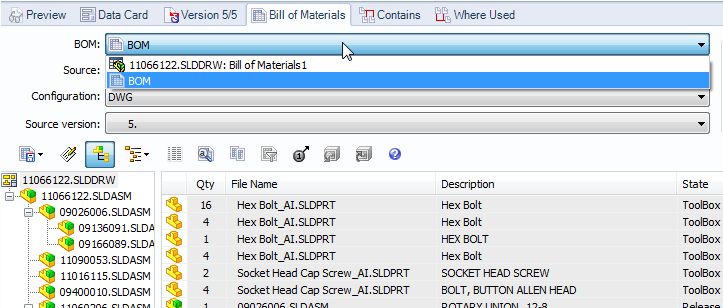 Preview Data Card Version 5/5 Bill of Materials Contains Where Used
BOM: BOM
Source: 11066122.SLDDRW: Bill of Materials1
BOM
Configuration: DWG
Source version: 5.
11066122.SLDDRW
11066122.SLDASM
09026006.SLDASM
09136091.SLDASM
09166089.SLDASM
11090053.SLDASM
11016115.SLDASM
09400010.SLDASM
11060206.SLDASM
Qty File Name Description State
16 Hex Bolt_AI.SLDPRT Hex Bolt ToolBox
4 Hex Bolt_AI.SLDPRT Hex Bolt ToolBox
1 Hex Bolt_AI.SLDPRT HEX BOLT ToolBox
4 Hex Bolt_AI.SLDPRT Hex Bolt ToolBox
2 Socket Head Cap Screw_AI.SLDPRT SOCKET HEAD SCREW ToolBox
4 Socket Head Cap Screw_AI.SLDPRT BOLT, BUTTON ALLEN HEAD ToolBox
1 09026006.SLDASM ROTARY UNION, 12-8 Release